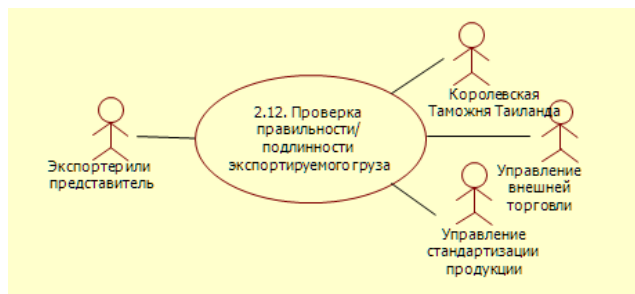 2.12. Проверка
правильности/
подлинности
экспортируемого груза
Экспортер или
представитель
Королевская
Таможня Таиланда
Управление
внешней
торговли
Управление
стандартизации
продукции